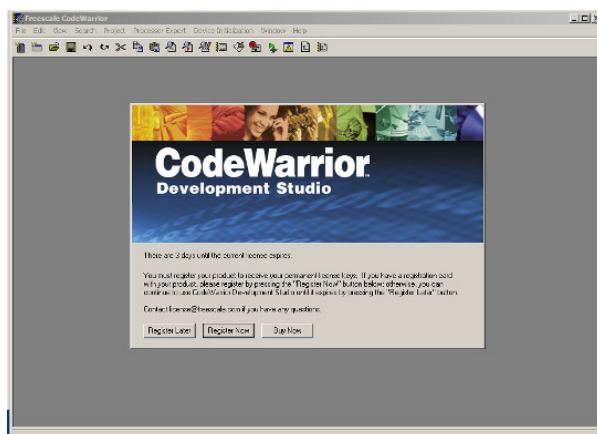 Freescale CodeWarrior
File Edit View Search Project Processor Expert Device Initialization Window Help
CodeWarrior™
Development Studio
There are 3 days until the current license expires.
You must register your product to receive your permanent license keys. If you have a registration card
with your product, please register by pressing the "Register Now" button below; otherwise, you can
continue to use CodeWarrior Development Studio until it expires by pressing the "Register Later" button.
Contact license@freescale.com if you have any questions.
Register Later Register Now Buy Now